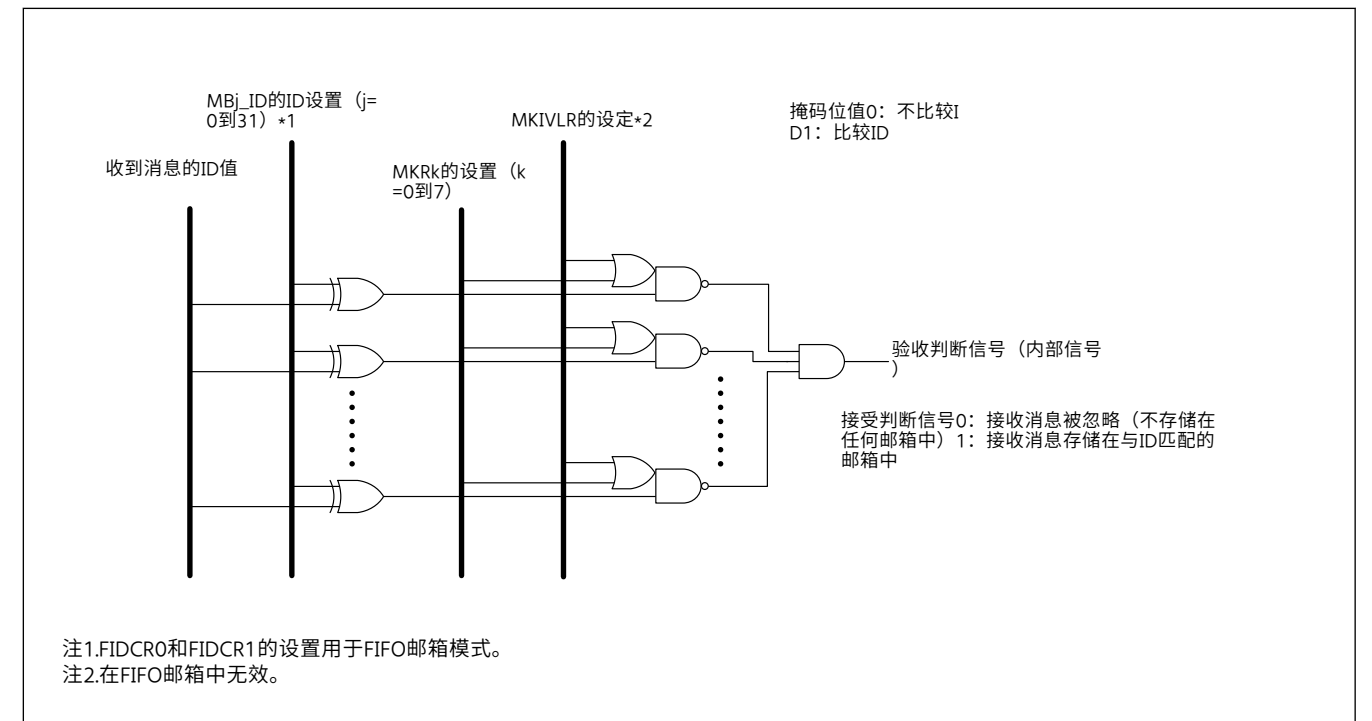 MBj_ID的ID设置（j=
0到31）*1
MKIVLR的设定*2
掩码位值0：不比较I
D1：比较ID
收到消息的ID值
MKRk的设置（k
=0到7）
验收判断信号（内部信号
）
接受判断信号0：接收消息被忽略（不存储在
任何邮箱中）1：接收消息存储在与ID匹配的
邮箱中
注1.FIDCR0和FIDCR1的设置用于FIFO邮箱模式。
注2.在FIFO邮箱中无效。